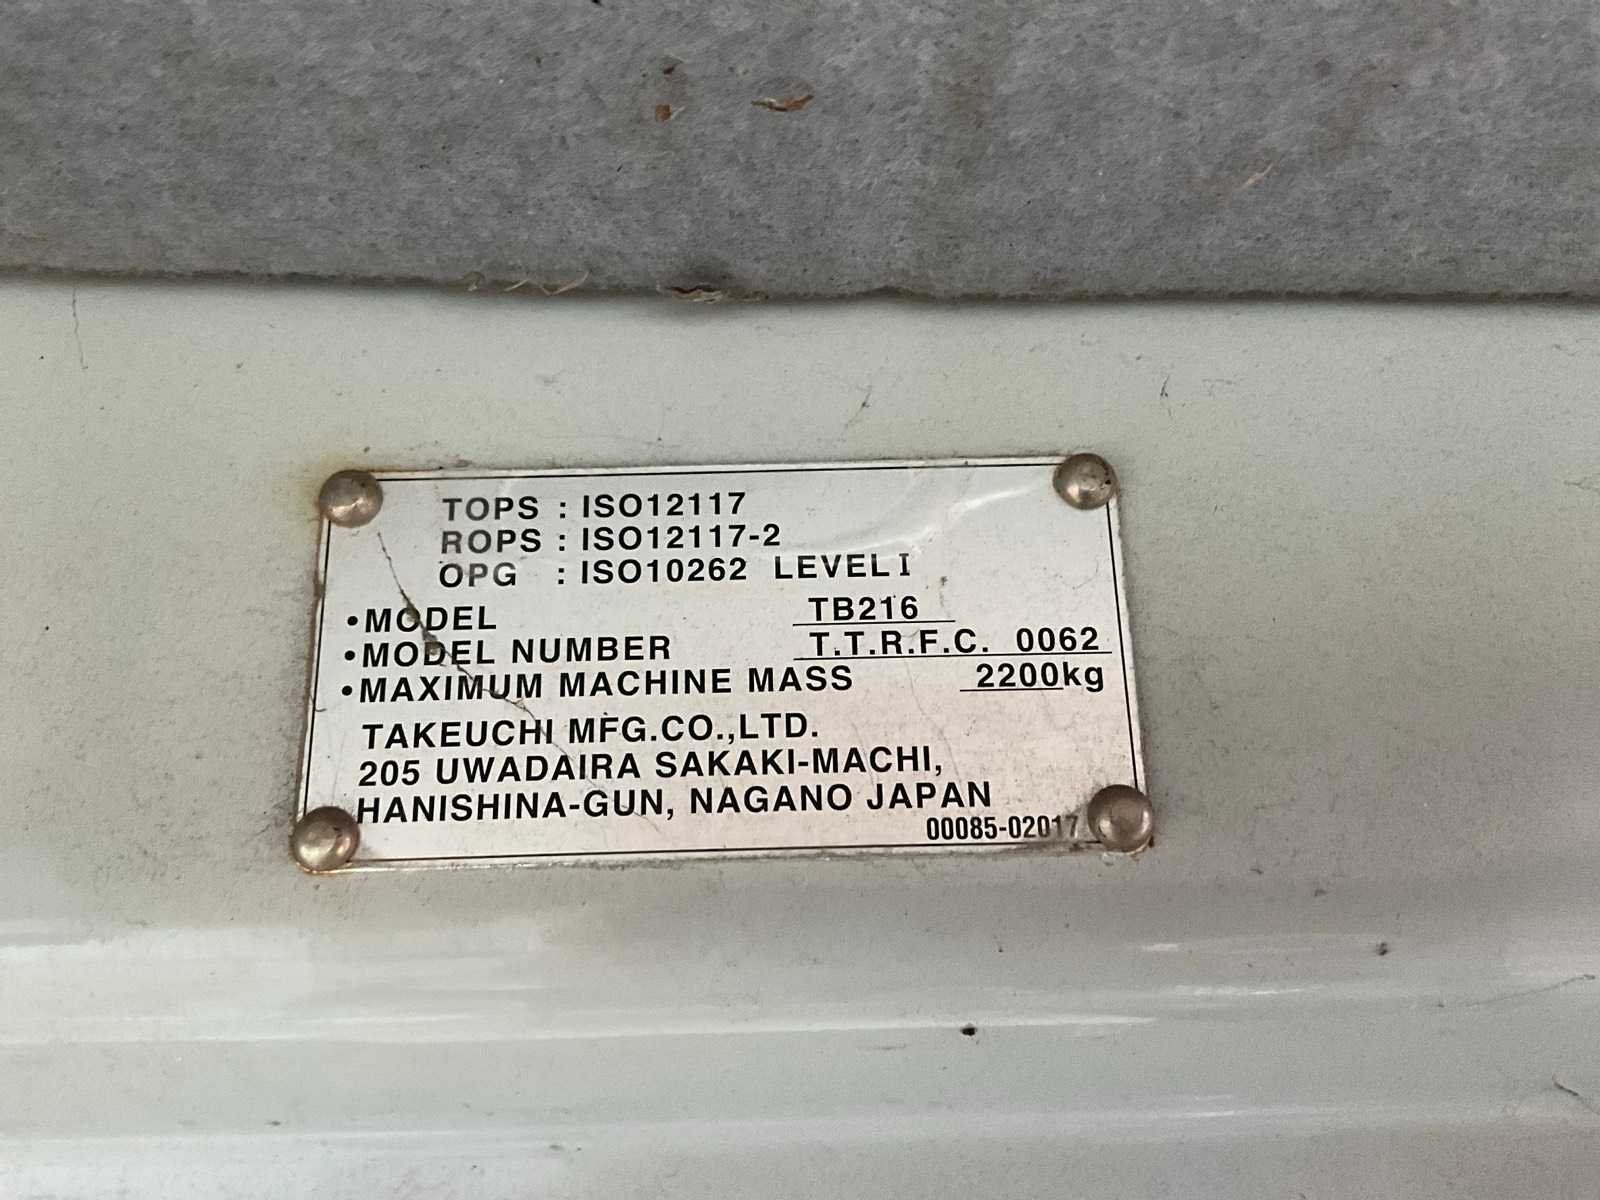 TOPS : ISO12117
ROPS : ISO12117-2
OPG : ISO10262 LEVEL I
•MODEL TB216
•MODEL NUMBER T.T.R.F.C. 0062
•MAXIMUM MACHINE MASS 2200kg
TAKEUCHI MFG.CO.,LTD.
205 UWADAIRA SAKAKI-MACHI,
HANISHINA-GUN, NAGANO JAPAN
00085-02017